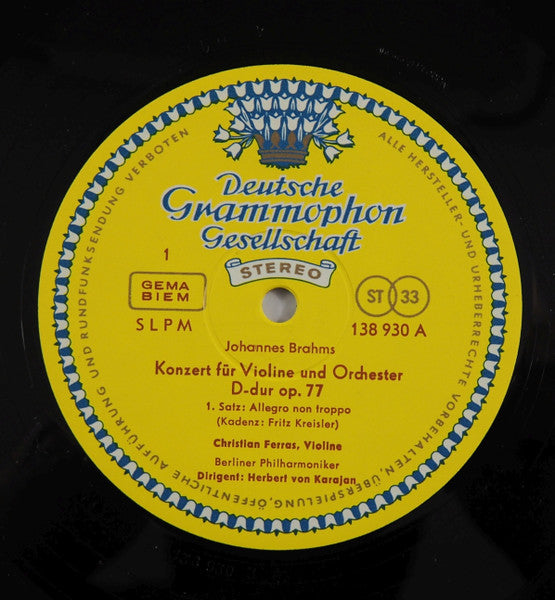 Deutsche
Grammophon
Gesellschaft
STEREO
1
GEMA
BIEM
SLPM
ST 33
138 930 A
Johannes Brahms
Konzert für Violine und Orchester
D-dur op. 77
1. Satz: Allegro non troppo
(Kadenz: Fritz Kreisler)
Christian Ferras, Violine
Berliner Philharmoniker
Dirigent: Herbert von Karajan
ALLE HERSTELLER- UND URHEBERRECHTE VORBEHALTEN, ÜBERSPIELUNG, ÖFFENTLICHE AUFFÜHRUNG UND RUNDFUNKSENDUNG VERBOTEN